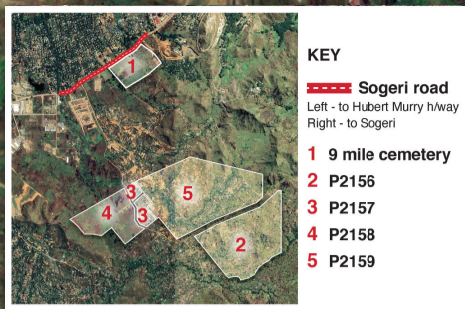 KEY
Sogeri road
Left - to Hubert Murry h/way
Right - to Sogeri
1 9 mile cemetery
2 P2156
3 P2157
4 P2158
5 P2159
1
3
5
4
3
2